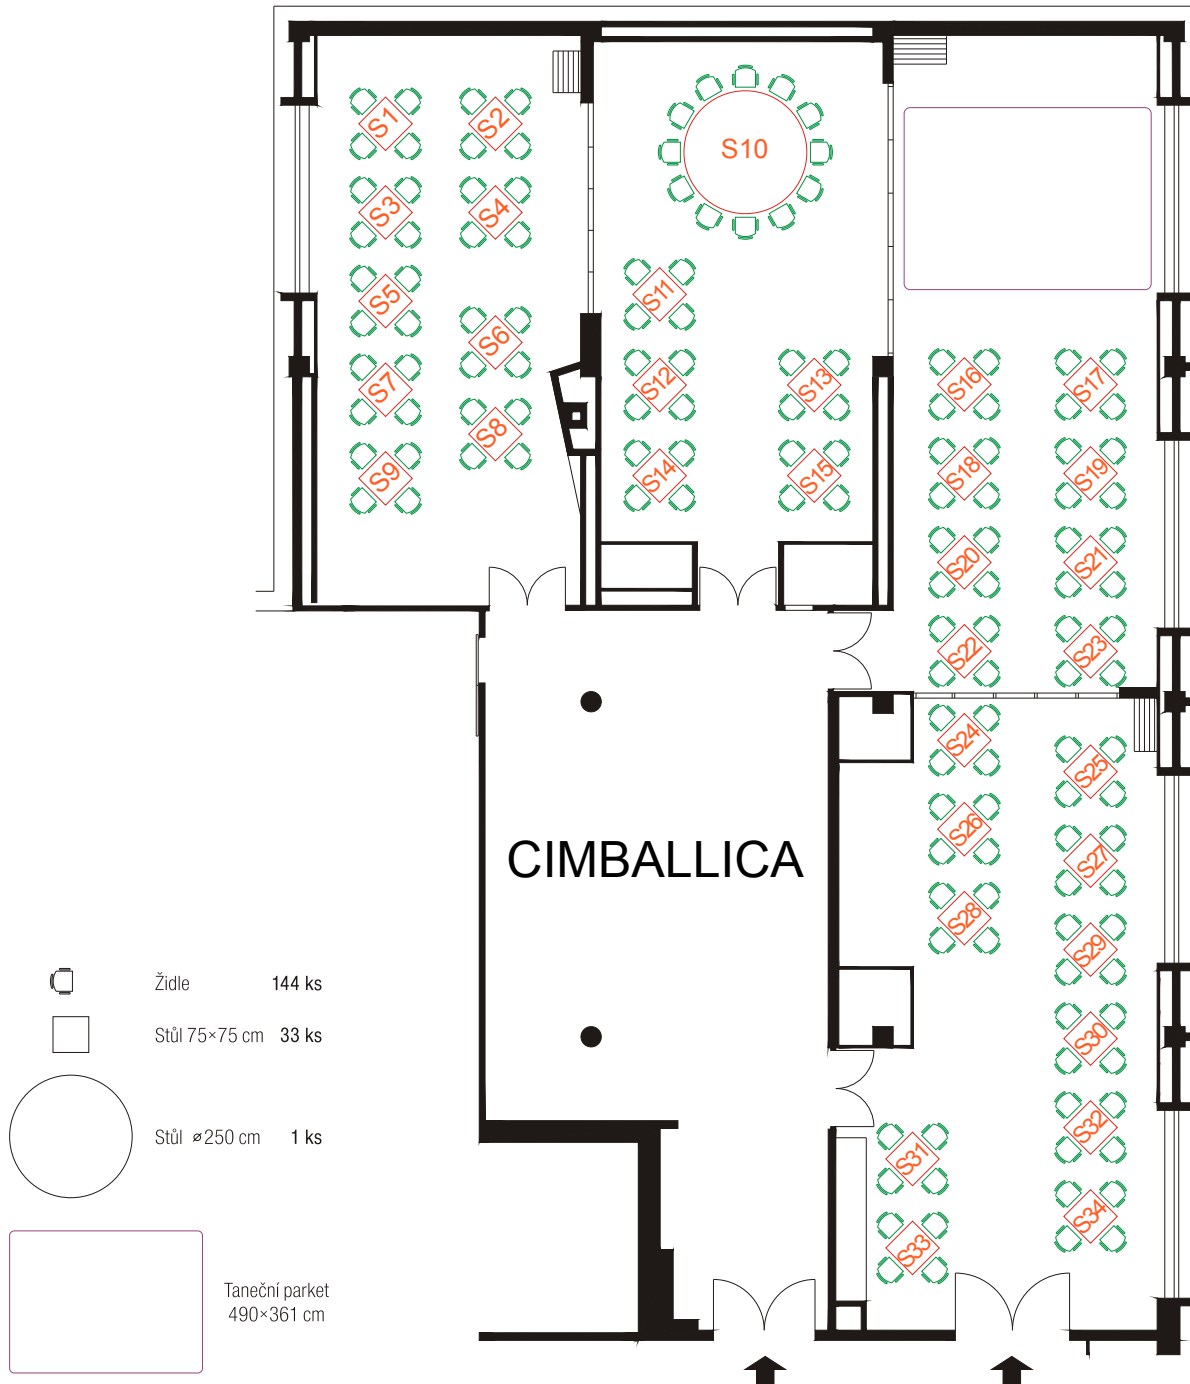 S1
S2
S3
S4
S5
S6
S7
S8
S9
S10
S11
S12
S13
S14
S15
S16
S17
S18
S19
S20
S21
S22
S23
S24
S25
S26
S27
S28
S29
S30
S31
S32
S33
S34
CIMBALLICA
Židle 144 ks
Stůl 75×75 cm 33 ks
Stůl ⌀250 cm 1 ks
Taneční parket
490×361 cm